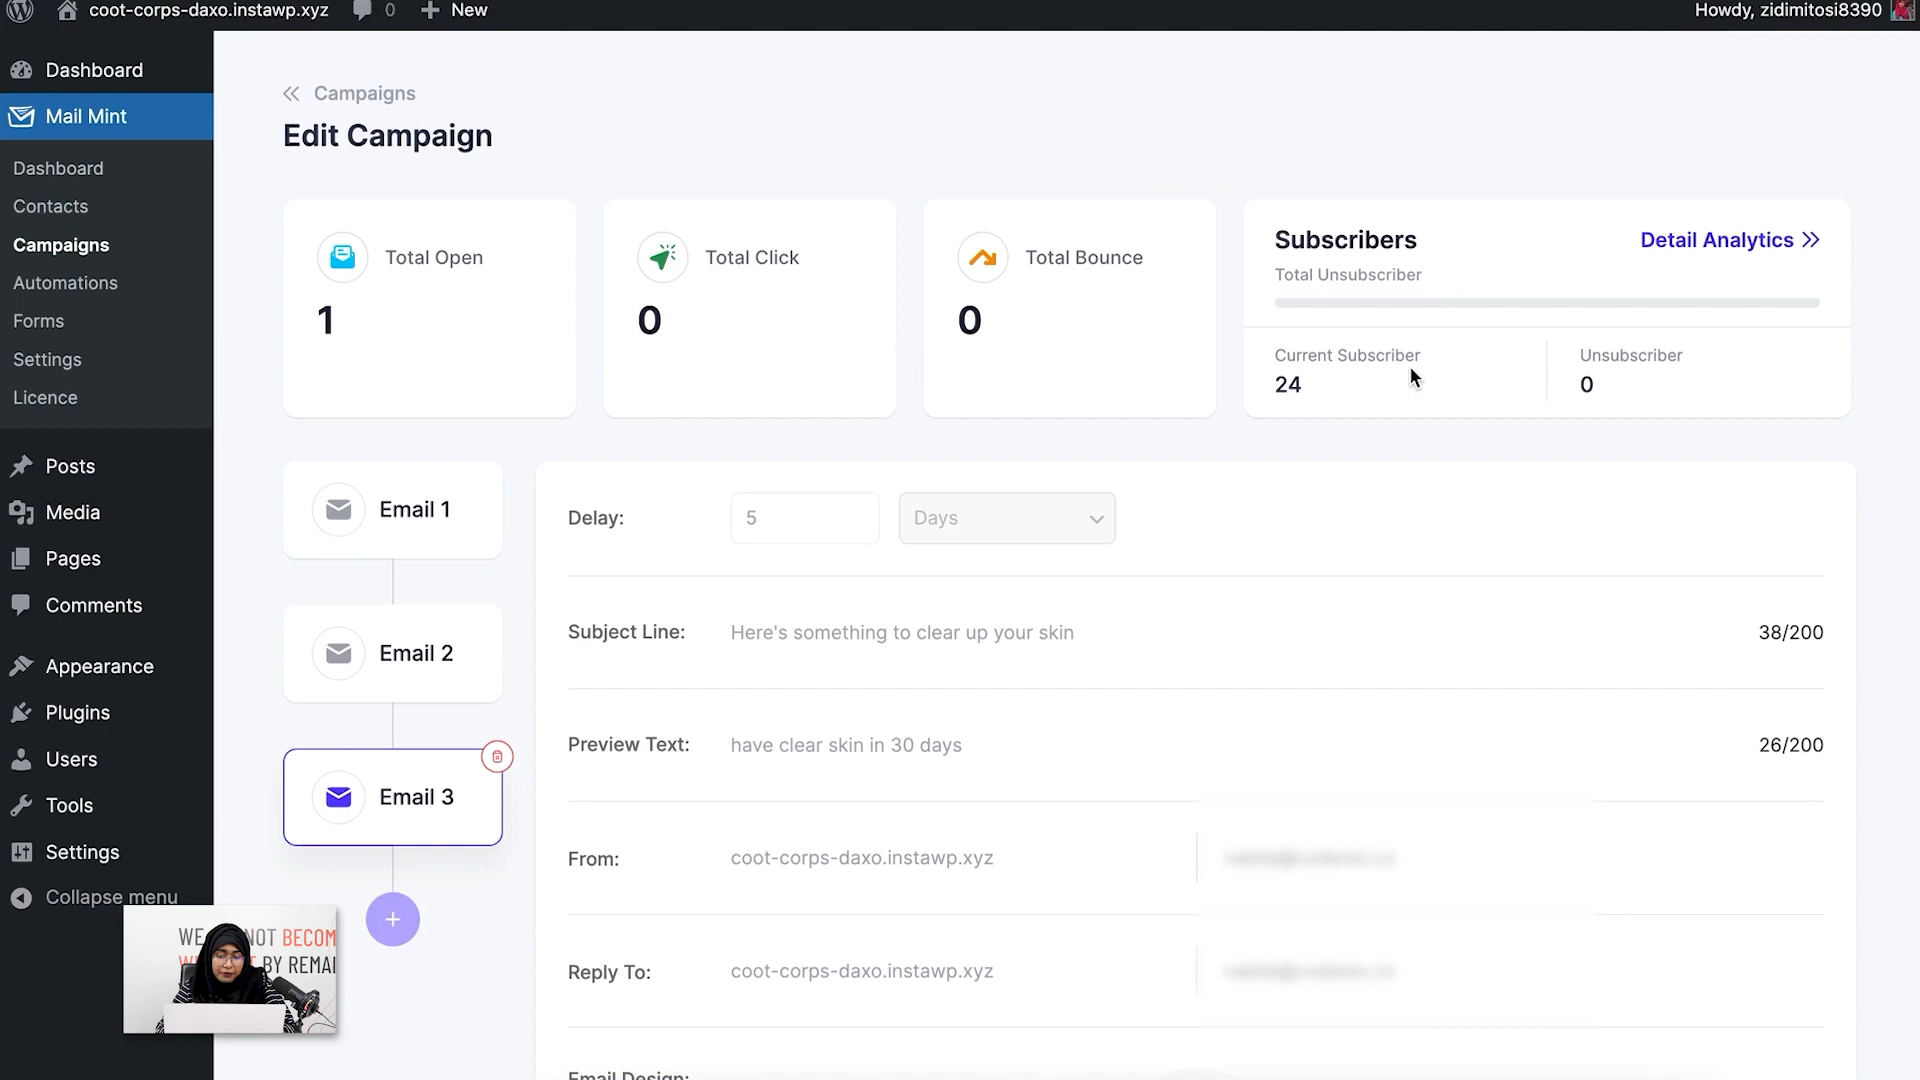 coot-corps-daxo.instawp.xyz 0 New Howdy, zidimitosi8390
Dashboard
Mail Mint
Dashboard
Contacts
Campaigns
Automations
Forms
Settings
Licence
Posts
Media
Pages
Comments
Appearance
Plugins
Users
Tools
Settings
Collapse menu
Campaigns
Edit Campaign
Total Open
1
Total Click
0
Total Bounce
0
Subscribers Detail Analytics
Total Unsubscriber
Current Subscriber
24
Unsubscriber
0
Email 1
Email 2
Email 3
Delay: 5 Days
Subject Line: Here's something to clear up your skin 38/200
Preview Text: have clear skin in 30 days 26/200
From: coot-corps-daxo.instawp.xyz
Reply To: coot-corps-daxo.instawp.xyz
Email Design:
WE NOT BECOM
BY REMAI